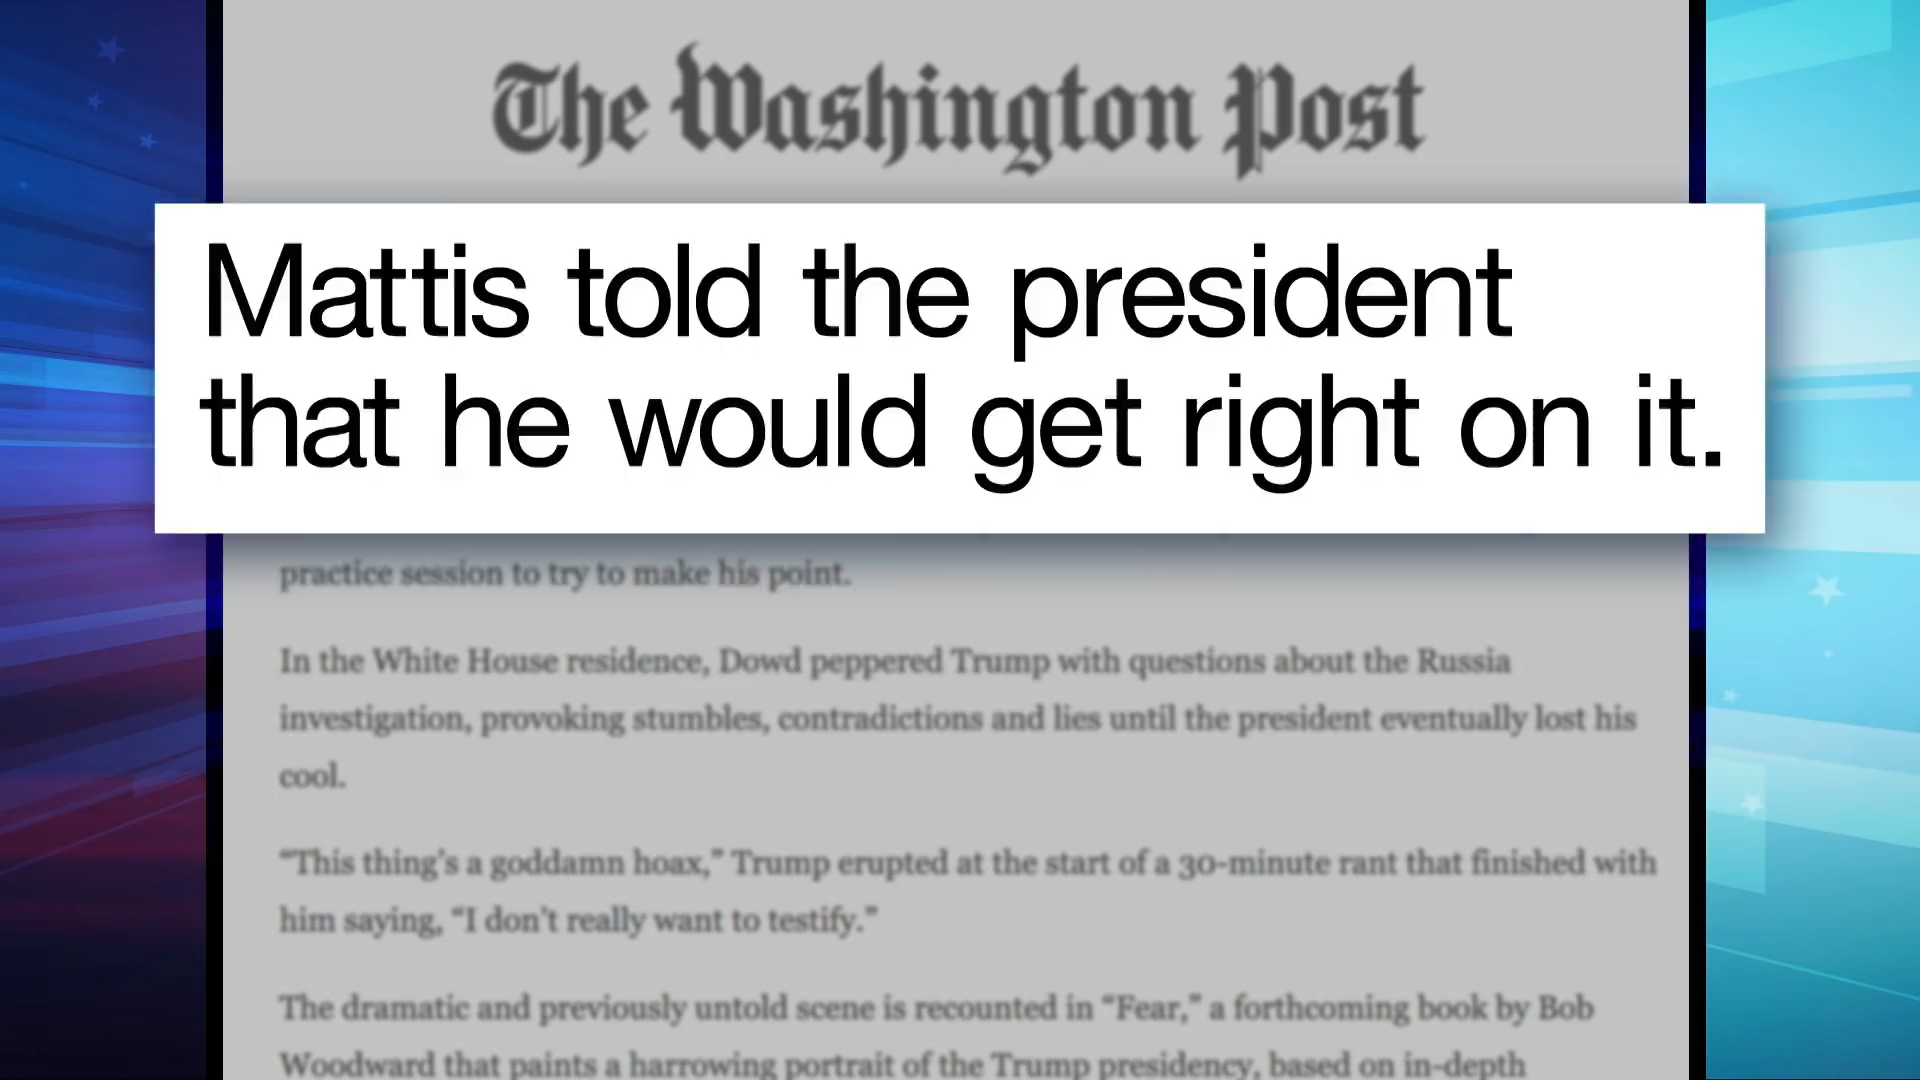 The Washington Post
Mattis told the president
that he would get right on it.
practice session to try to make his point.
In the White House residence, Dowd peppered Trump with questions about the Russia
investigation, provoking stumbles, contradictions and lies until the president eventually lost his
cool.
“This thing’s a goddamn hoax,” Trump erupted at the start of a 30-minute rant that finished with
him saying, “I don’t really want to testify.”
The dramatic and previously untold scene is recounted in “Fear,” a forthcoming book by Bob
Woodward that paints a harrowing portrait of the Trump presidency, based on in-depth